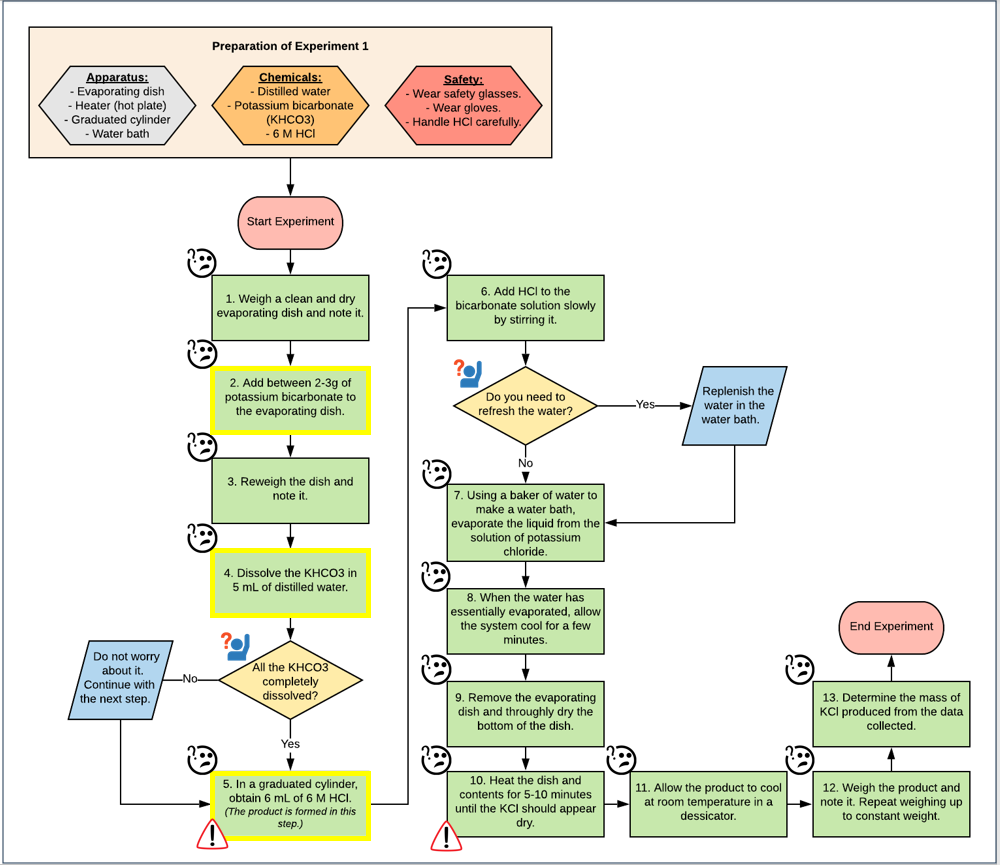 Preparation of Experiment 1
Apparatus:
- Evaporating dish
- Heater (hot plate)
- Graduated cylinder
- Water bath
Chemicals:
- Distilled water
- Potassium bicarbonate
(KHCO3)
- 6 M HCl
Safety:
- Wear safety glasses.
- Wear gloves.
- Handle HCl carefully.
Start Experiment
1. Weigh a clean and dry
evaporating dish and note it.
2. Add between 2-3g of
potassium bicarbonate to
the evaporating dish.
3. Reweigh the dish and
note it.
4. Dissolve the KHCO3 in
5 mL of distilled water.
All the KHCO3
completely
dissolved?
No
Do not worry
about it.
Continue with
the next step.
Yes
5. In a graduated cylinder,
obtain 6 mL of 6 M HCl.
(The product is formed in this
step.)
6. Add HCl to the
bicarbonate solution slowly
by stirring it.
Do you need to
refresh the water?
Yes
Replenish the
water in the
water bath.
No
7. Using a baker of water to
make a water bath,
evaporate the liquid from the
solution of potassium
chloride.
8. When the water has
essentially evaporated, allow
the system cool for a few
minutes.
9. Remove the evaporating
dish and throughly dry the
bottom of the dish.
10. Heat the dish and
contents for 5-10 minutes
until the KCl should appear
dry.
11. Allow the product to cool
at room temperature in a
dessicator.
12. Weigh the product and
note it. Repeat weighing up
to constant weight.
13. Determine the mass of
KCl produced from the data
collected.
End Experiment